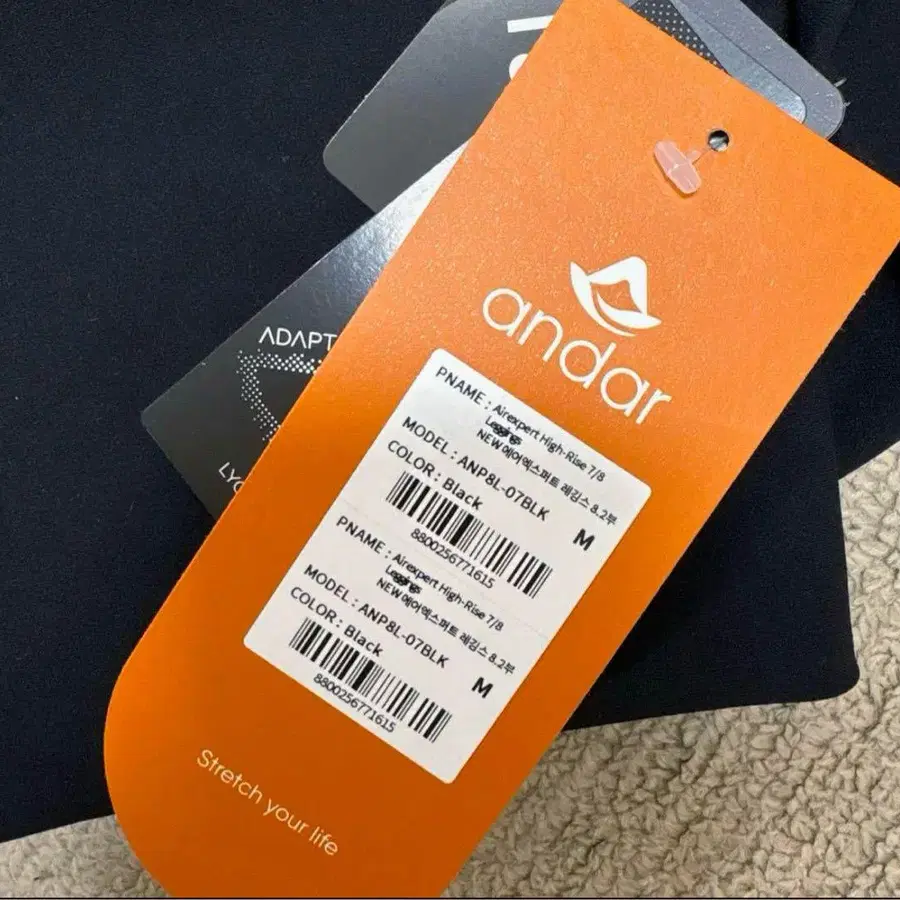 ADAPT
LYC
andar
PNAME : Airexpert High-Rise 7/8
Leggings
NEW 에어엑스퍼트 레깅스 8.2부
MODEL : ANP8L-07BLK
COLOR : Black
M
8800256771615
PNAME : Airexpert High-Rise 7/8
Leggings
NEW 에어엑스퍼트 레깅스 8.2부
MODEL : ANP8L-07BLK
COLOR : Black
M
8800256771615
Stretch your life